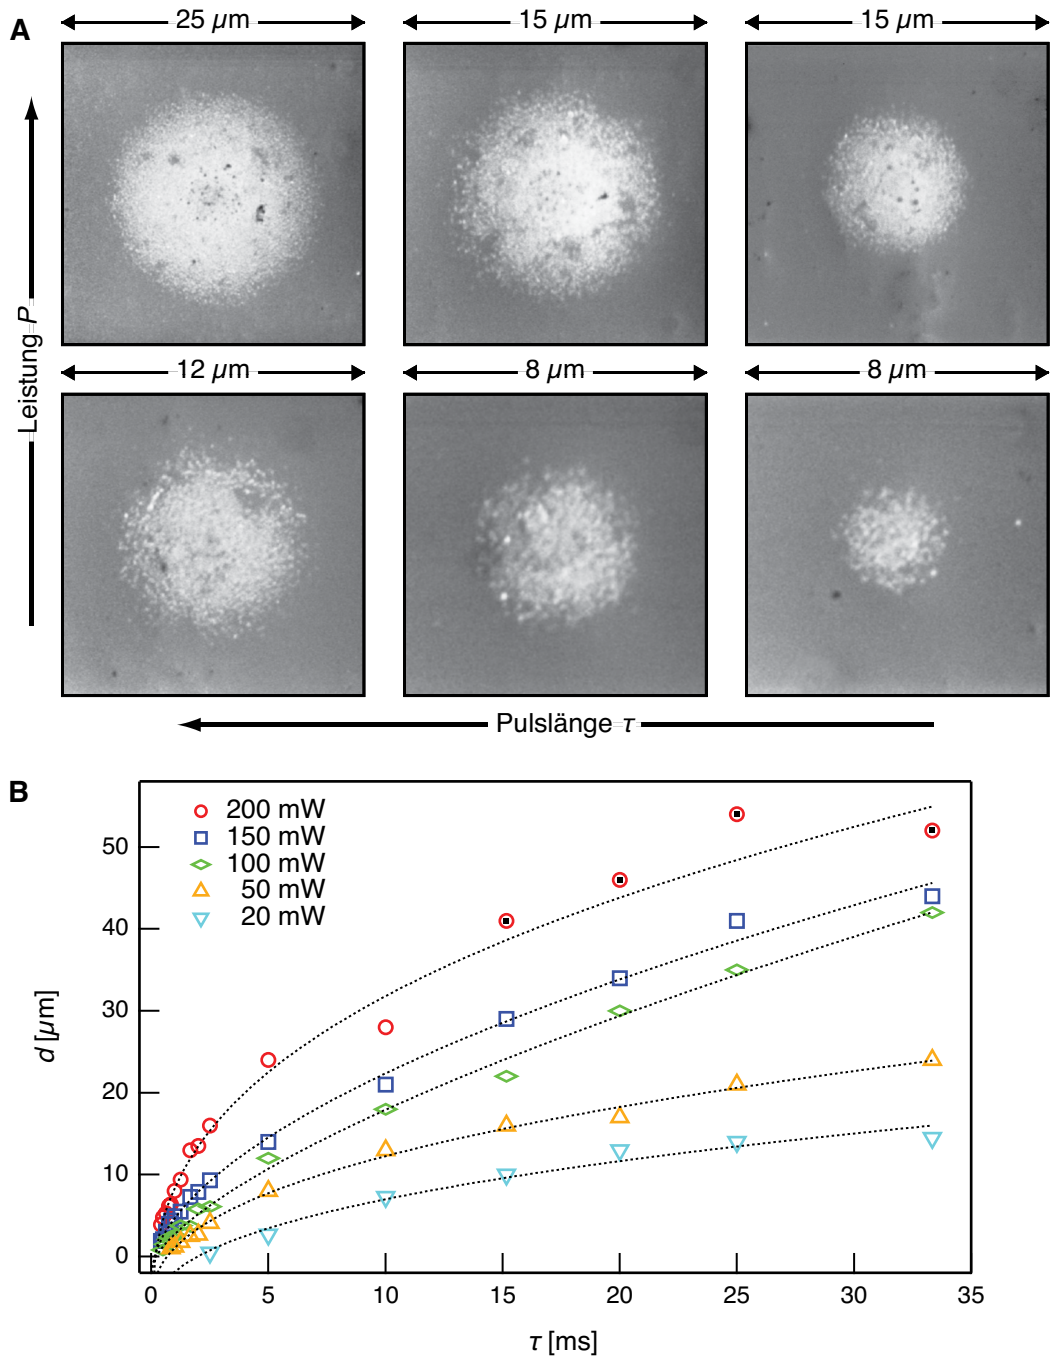 A
25 µm 15 µm 15 µm
Leistung P
12 µm 8 µm 8 µm
Pulslänge τ
B
200 mW
150 mW
100 mW
50 mW
20 mW
d [µm]
50
40
30
20
10
0
0 5 10 15 20 25 30 35
τ [ms]